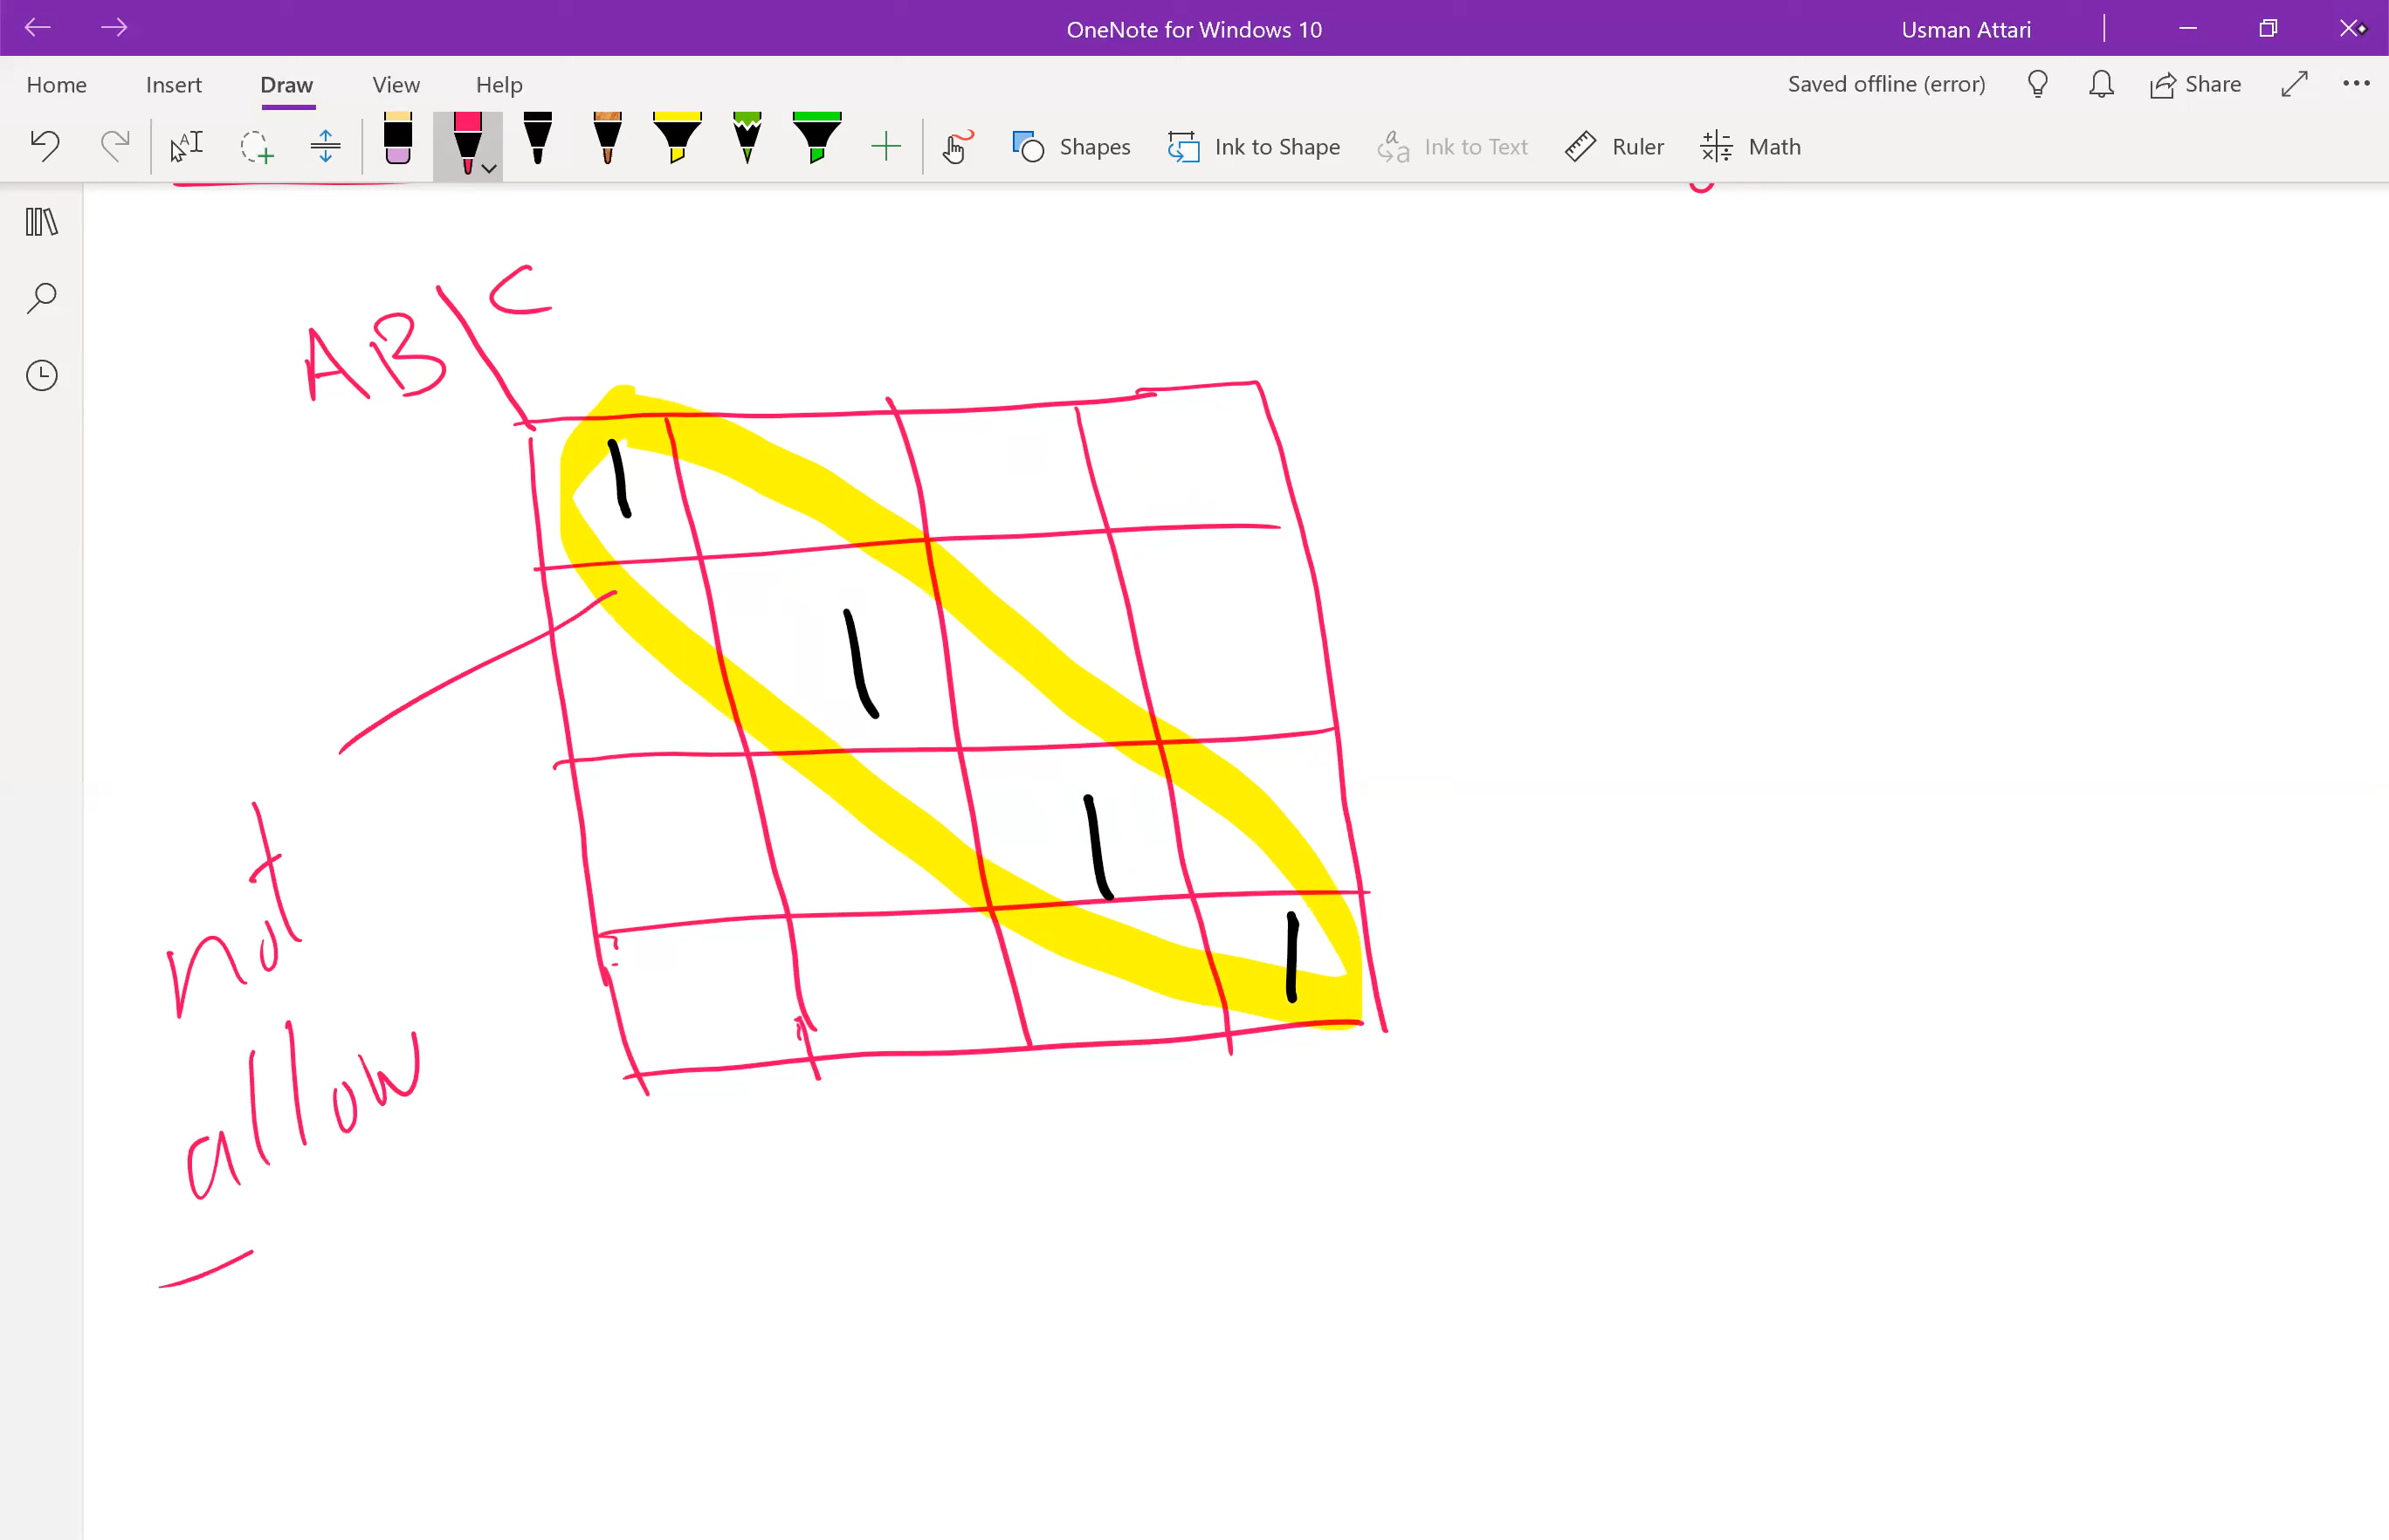 OneNote for Windows 10
Usman Attari
Home Insert Draw View Help
Saved offline (error)
Share
Shapes
Ink to Shape
Ink to Text
Ruler
Math
AB \ C
1
1
1
1
not
allow